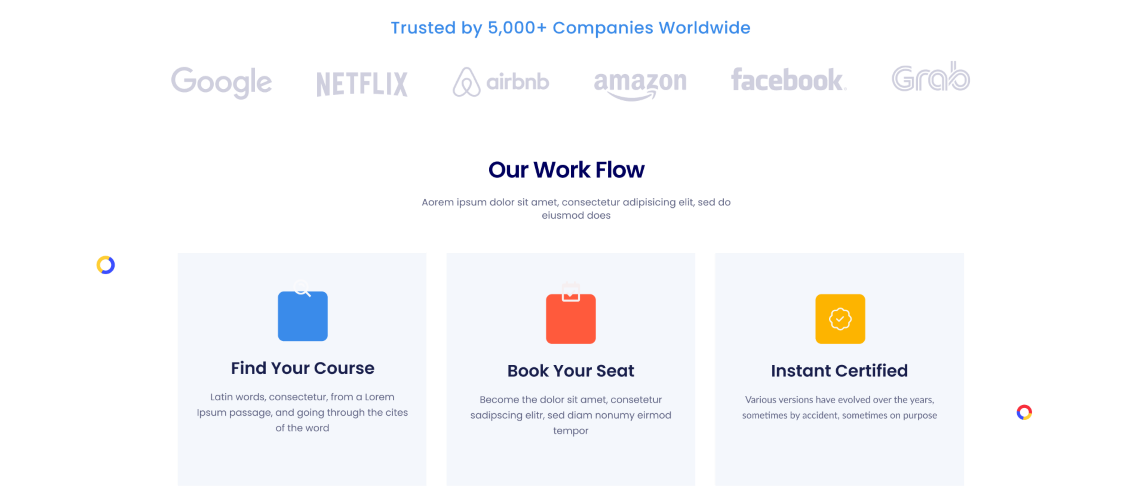 Trusted by 5,000+ Companies Worldwide
Google NETFLIX airbnb amazon facebook Grab
Our Work Flow
Aorem ipsum dolor sit amet, consectetur adipisicing elit, sed do
eiusmod does
Find Your Course
Latin words, consectetur, from a Lorem
Ipsum passage, and going through the cites
of the word
Book Your Seat
Become the dolor sit amet, consetetur
sadipscing elitr, sed diam nonumy eirmod
tempor
Instant Certified
Various versions have evolved over the years,
sometimes by accident, sometimes on purpose